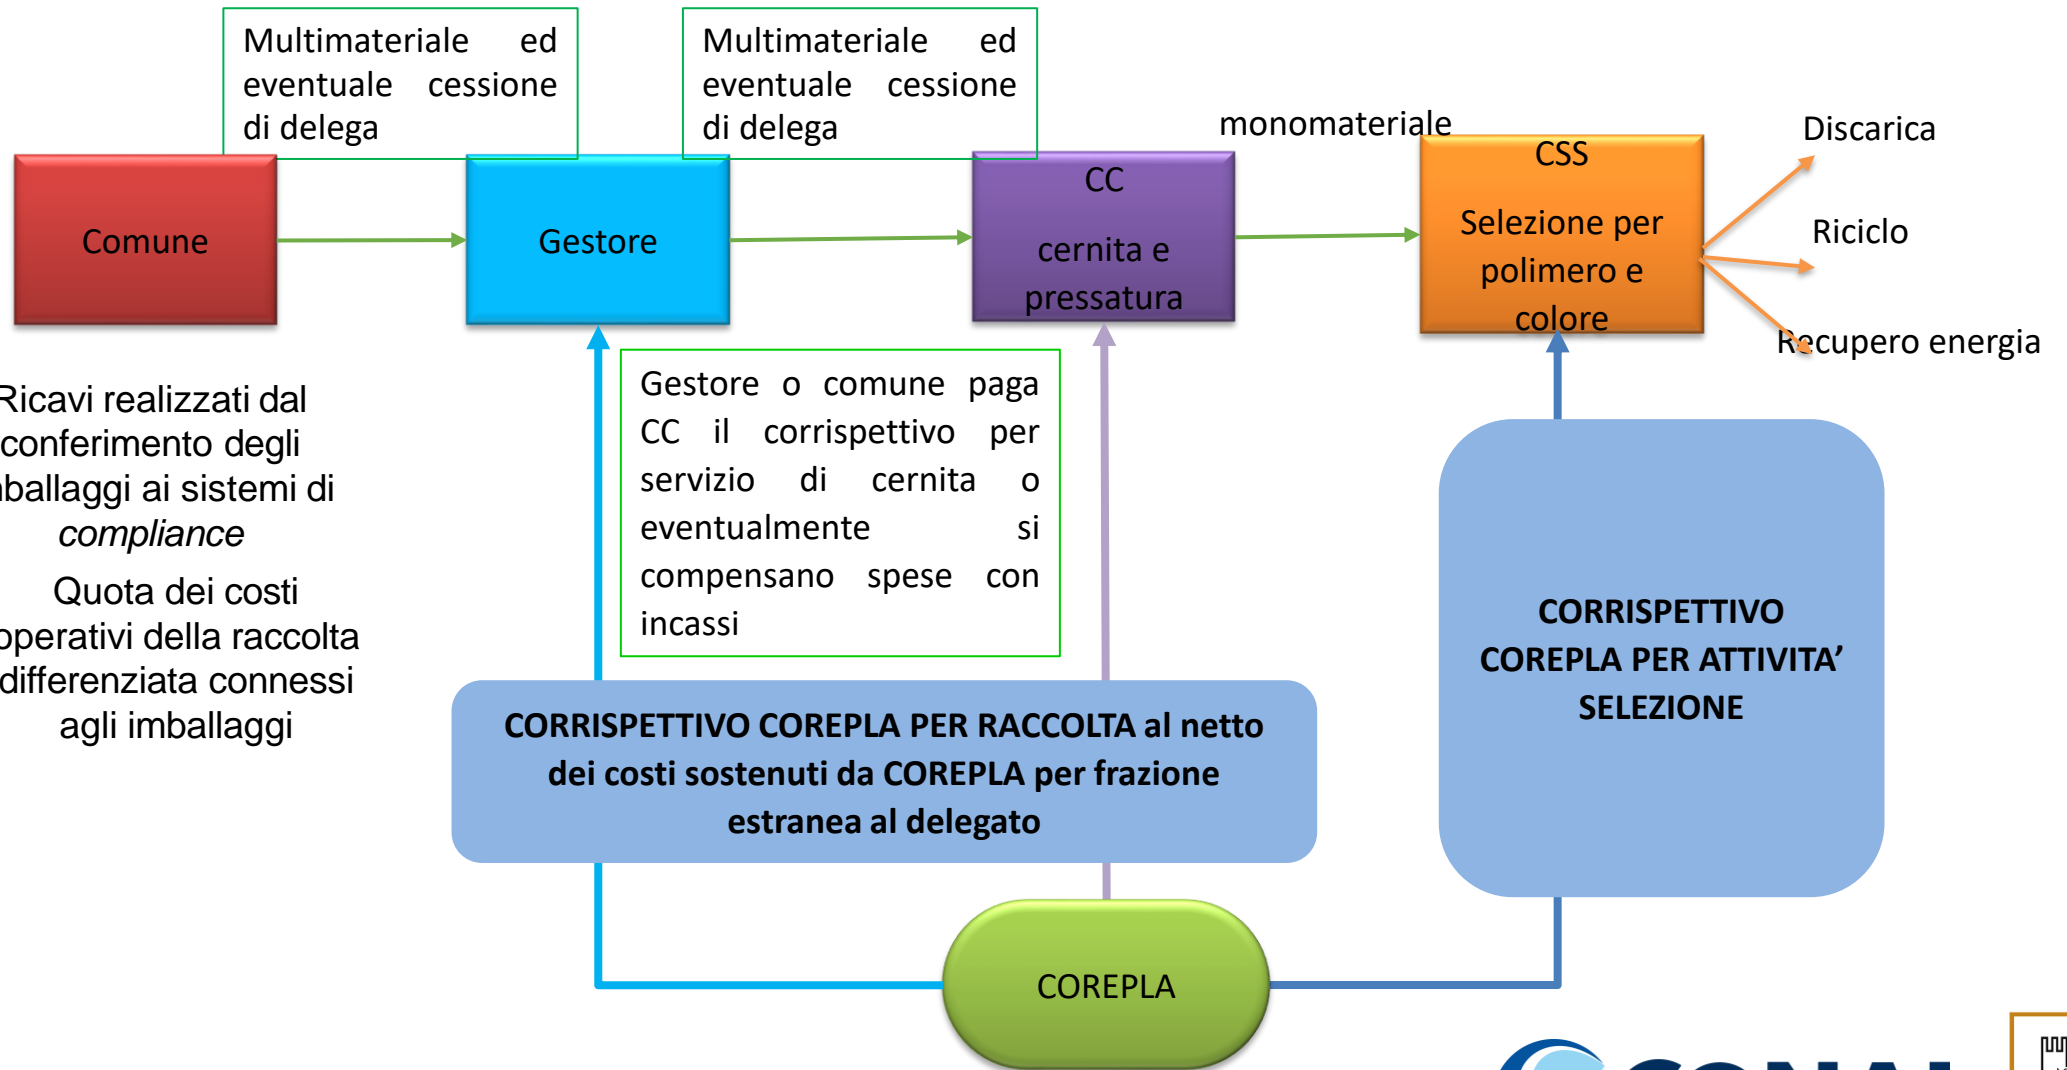 Multimateriale ed
eventuale cessione
di delega
Multimateriale ed
eventuale cessione
di delega
monomateriale
Comune
Gestore
CC
cernita e
pressatura
CSS
Selezione per
polimero e
colore
Discarica
Riciclo
Recupero energia
Ricavi realizzati dal
conferimento degli
mballaggi ai sistemi di
compliance
Quota dei costi
operativi della raccolta
differenziata connessi
agli imballaggi
Gestore o comune paga
CC il corrispettivo per
servizio di cernita o
eventualmente si
compensano spese con
incassi
CORRISPETTIVO COREPLA PER RACCOLTA al netto
dei costi sostenuti da COREPLA per frazione
estranea al delegato
CORRISPETTIVO
COREPLA PER ATTIVITA’
SELEZIONE
COREPLA
CONAI